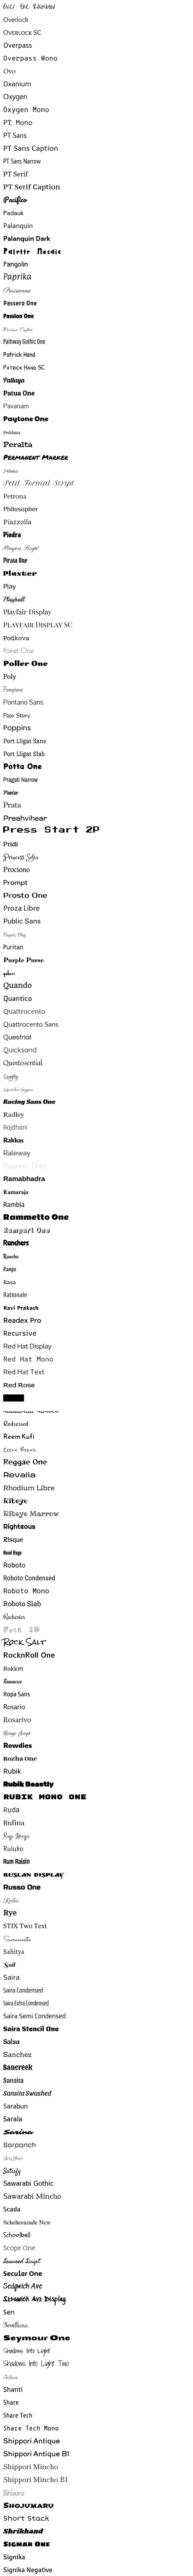 Over the Rainbow
Overlock
Overlock SC
Overpass
Overpass Mono
Ovo
Oxanium
Oxygen
Oxygen Mono
PT Mono
PT Sans
PT Sans Caption
PT Sans Narrow
PT Serif
PT Serif Caption
Pacifico
Padauk
Palanquin
Palanquin Dark
Palette Mosaic
Pangolin
Paprika
Parisienne
Passero One
Passion One
Pathway Gothic One
Patrick Hand
Patrick Hand SC
Pattaya
Patua One
Pavanam
Paytone One
Peddana
Peralta
Permanent Marker
Petemoss
Petit Formal Script
Petrona
Philosopher
Piazzolla
Piedra
Pinyon Script
Pirata One
Plaster
Play
Playball
Playfair Display
Playfair Display SC
Podkova
Poiret One
Poller One
Poly
Pompiere
Pontano Sans
Poor Story
Poppins
Port Lligat Sans
Port Lligat Slab
Potta One
Pragati Narrow
Praise
Prata
Preahvihear
Press Start 2P
Pridi
Princess Sofia
Prociono
Prompt
Prosto One
Proza Libre
Public Sans
Puppies Play
Puritan
Purple Purse
Qahiri
Quando
Quantico
Quattrocento
Quattrocento Sans
Questrial
Quicksand
Quintessential
Qwigley
Racing Sans One
Radley
Rajdhani
Rakkas
Raleway
Raleway Dots
Ramabhadra
Ramaraja
Rambla
Rammetto One
Rampart One
Ranchers
Rancho
Ranga
Rasa
Rationale
Ravi Prakash
Readex Pro
Recursive
Red Hat Display
Red Hat Mono
Red Hat Text
Red Rose
Redressed
Reem Kufi
Reenie Beanie
Reggae One
Revalia
Rhodium Libre
Ribeye
Ribeye Marrow
Righteous
Risque
Road Rage
Roboto
Roboto Condensed
Roboto Mono
Roboto Slab
Rochester
Rock 3D
Rock Salt
RocknRoll One
Rokkitt
Romanesco
Ropa Sans
Rosario
Rosarivo
Rouge Script
Rowdies
Rozha One
Rubik
Rubik Beastly
Rubik Mono One
Ruda
Rufina
Ruge Boogie
Ruluko
Rum Raisin
Ruslan Display
Russo One
Ruthie
Rye
STIX Two Text
Sacramento
Sahitya
Sail
Saira
Saira Condensed
Saira Extra Condensed
Saira Semi Condensed
Saira Stencil One
Salsa
Sanchez
Sancreek
Sansita
Sansita Swashed
Sarabun
Sarala
Sarina
Sarpanch
Satisfy
Sawarabi Gothic
Sawarabi Mincho
Scada
Scheherazade New
Schoolbell
Scope One
Seaweed Script
Secular One
Sedgwick Ave
Sedgwick Ave Display
Sen
Sevillana
Seymour One
Shadows Into Light
Shadows Into Light Two
Shanti
Share
Share Tech
Share Tech Mono
Shippori Antique
Shippori Antique B1
Shippori Mincho
Shippori Mincho B1
Shizuru
Shojumaru
Short Stack
Shrikhand
Sigmar One
Signika
Signika Negative